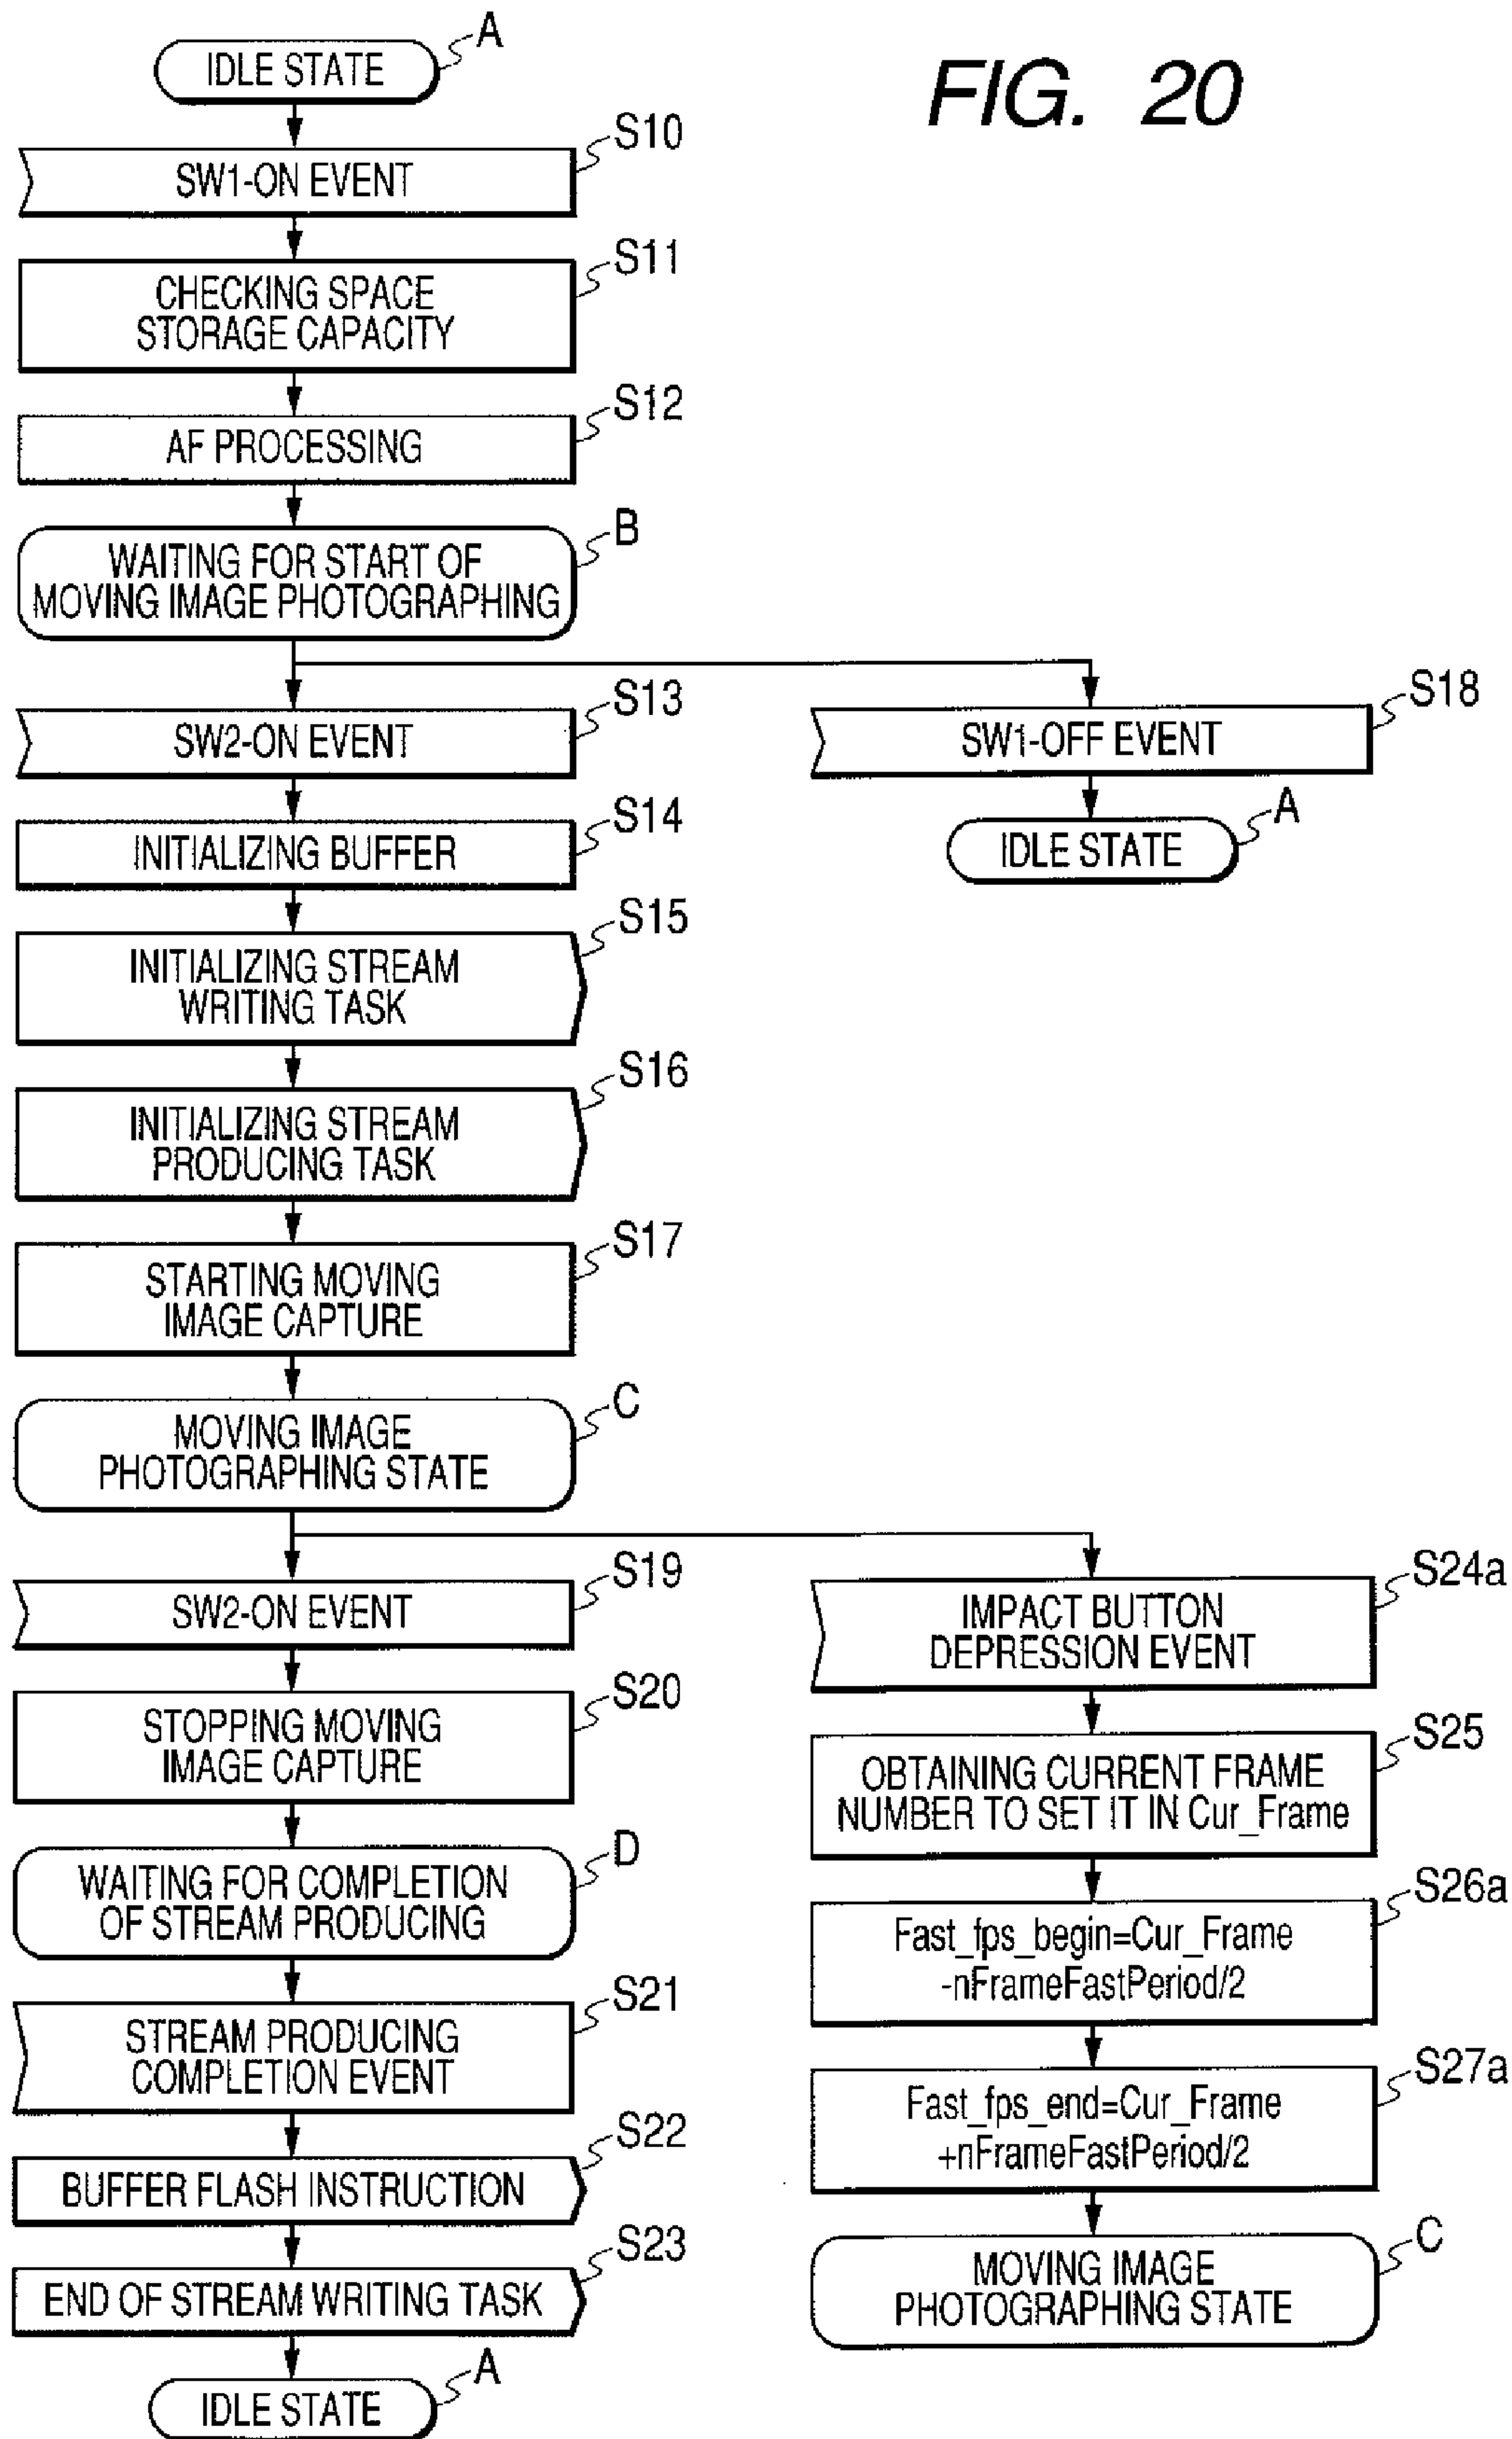 FIG. 20
IDLE STATE
A
SW1-ON EVENT
S10
CHECKING SPACE
STORAGE CAPACITY
S11
AF PROCESSING
S12
WAITING FOR START OF
MOVING IMAGE PHOTOGRAPHING
B
SW2-ON EVENT
S13
SW1-OFF EVENT
S18
IDLE STATE
A
INITIALIZING BUFFER
S14
INITIALIZING STREAM
WRITING TASK
S15
INITIALIZING STREAM
PRODUCING TASK
S16
STARTING MOVING
IMAGE CAPTURE
S17
MOVING IMAGE
PHOTOGRAPHING STATE
C
SW2-ON EVENT
S19
STOPPING MOVING
IMAGE CAPTURE
S20
WAITING FOR COMPLETION
OF STREAM PRODUCING
D
STREAM PRODUCING
COMPLETION EVENT
S21
BUFFER FLASH INSTRUCTION
S22
END OF STREAM WRITING TASK
S23
IDLE STATE
A
IMPACT BUTTON
DEPRESSION EVENT
S24a
OBTAINING CURRENT FRAME
NUMBER TO SET IT IN Cur_Frame
S25
Fast_fps_begin=Cur_Frame
-nFrameFastPeriod/2
S26a
Fast_fps_end=Cur_Frame
+nFrameFastPeriod/2
S27a
MOVING IMAGE
PHOTOGRAPHING STATE
C